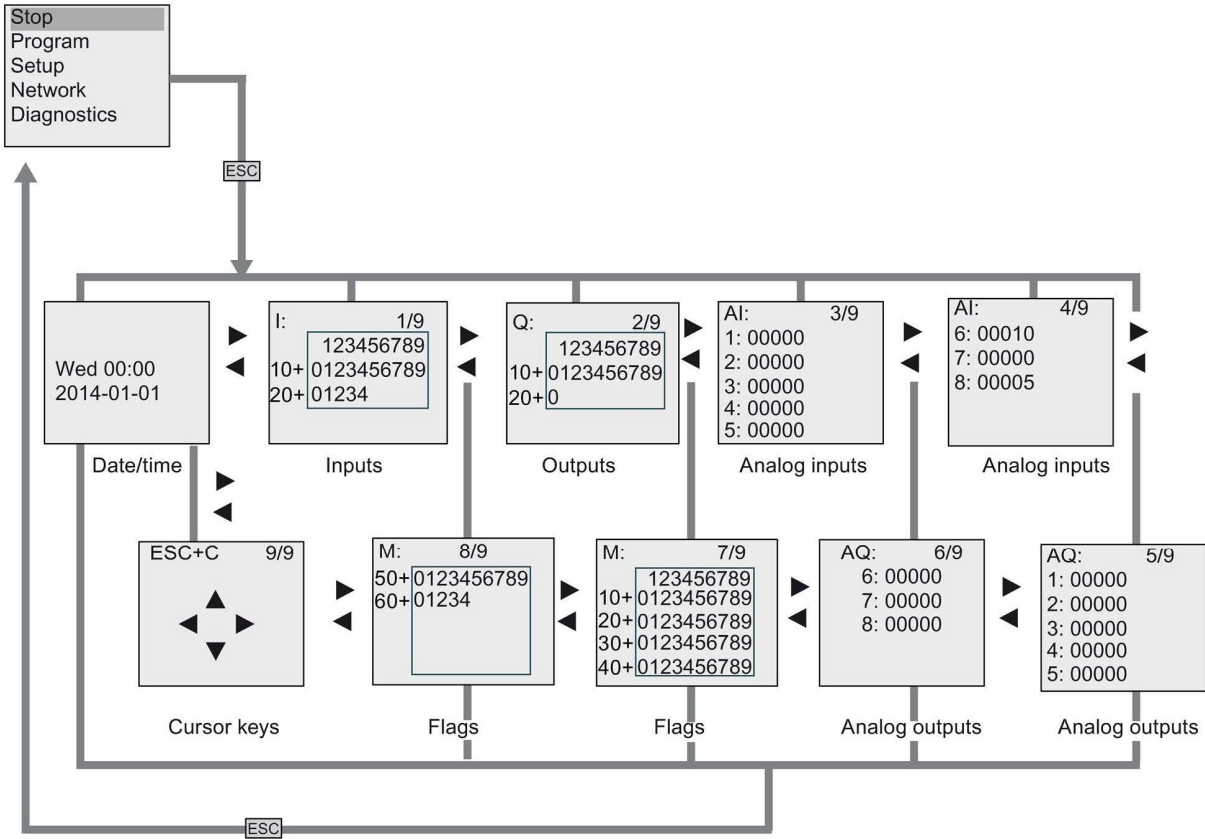 Stop
Program
Setup
Network
Diagnostics
ESC
Wed 00:00
2014-01-01
Date/time
I: 1/9
123456789
10+0123456789
20+01234
Inputs
Q: 2/9
123456789
10+0123456789
20+0
Outputs
AI: 3/9
1: 00000
2: 00000
3: 00000
4: 00000
5: 00000
Analog inputs
AI: 4/9
6: 00010
7: 00000
8: 00005
Analog inputs
ESC+C 9/9
Cursor keys
M: 8/9
50+0123456789
60+01234
Flags
M: 7/9
123456789
10+0123456789
20+0123456789
30+0123456789
40+0123456789
Flags
AQ: 6/9
6: 00000
7: 00000
8: 00000
Analog outputs
AQ: 5/9
1: 00000
2: 00000
3: 00000
4: 00000
5: 00000
Analog outputs
ESC